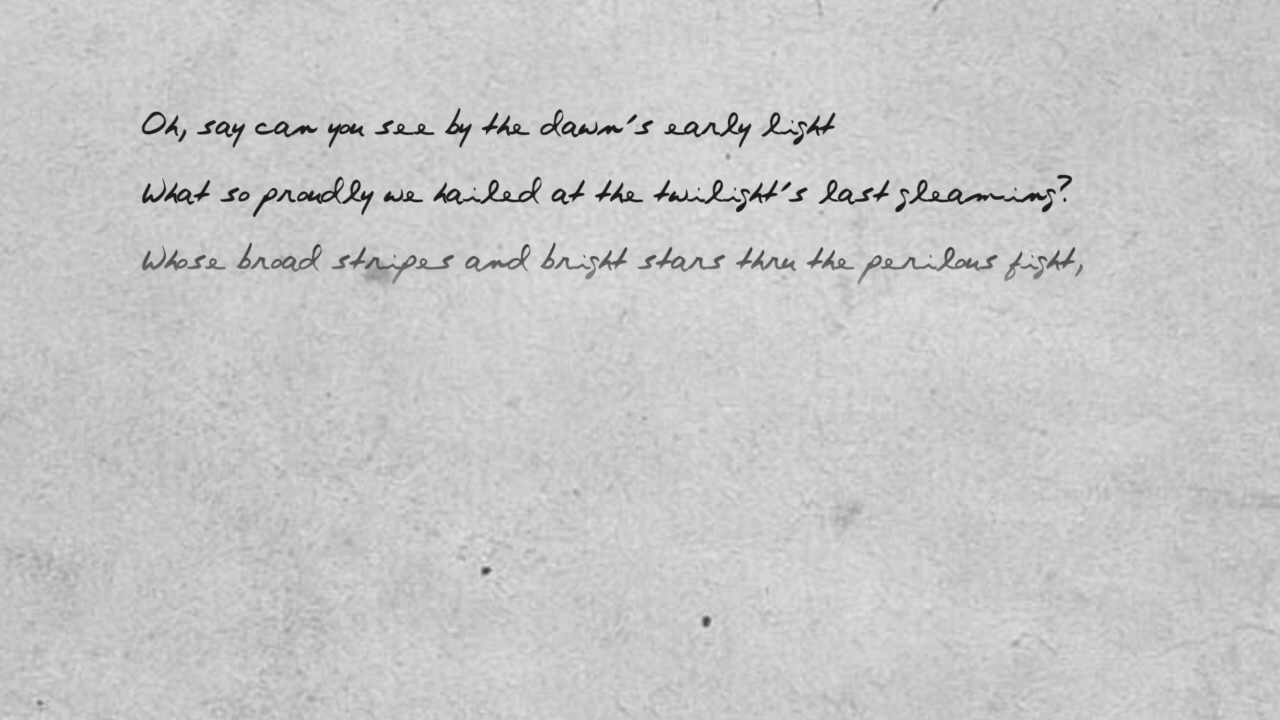 Oh, say can you see by the dawn's early light
What so proudly we hailed at the twilight's last gleaming?
Whose broad stripes and bright stars thru the perilous fight,